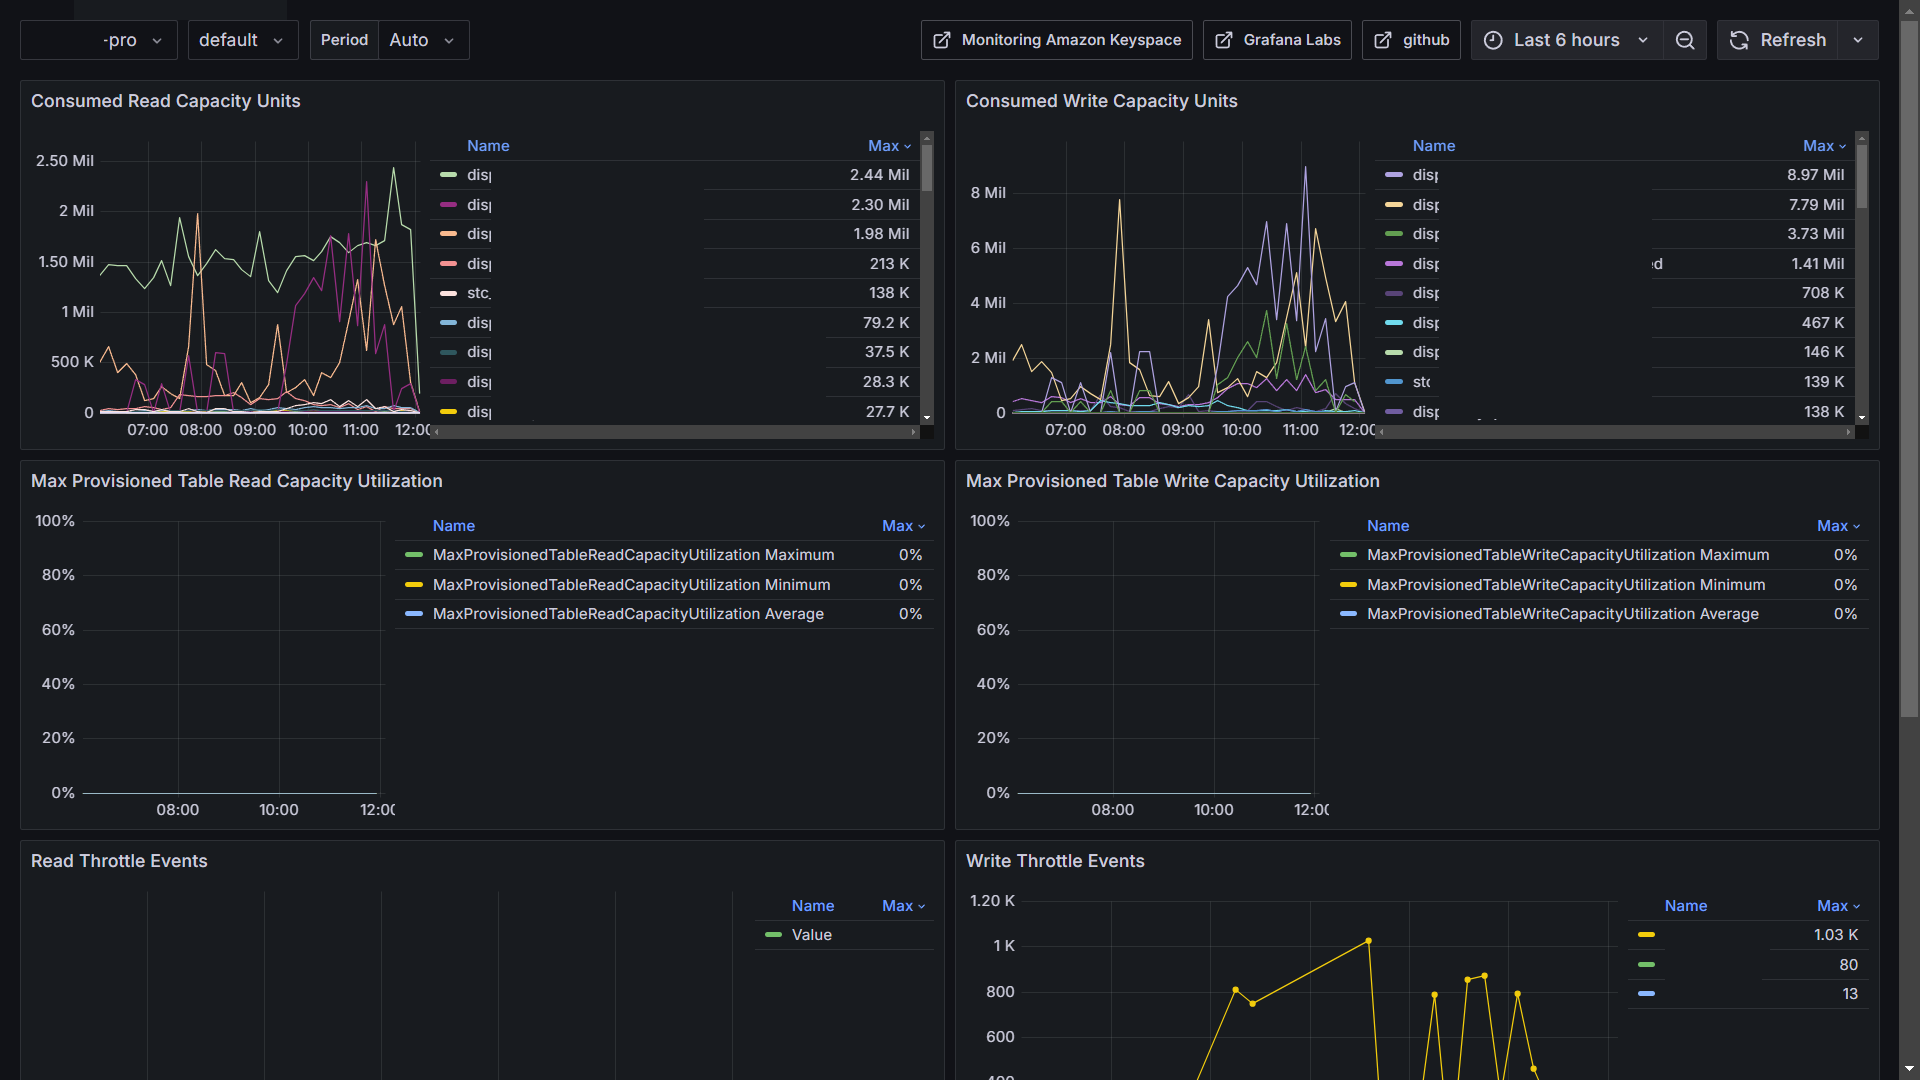 -pro
default
Period
Auto
Monitoring Amazon Keyspace
Grafana Labs
github
Last 6 hours
Refresh
Consumed Read Capacity Units
2.50 Mil
2 Mil
1.50 Mil
1 Mil
500 K
0
07:00 08:00 09:00 10:00 11:00 12:00
Name Max
disp 2.44 Mil
disp 2.30 Mil
disp 1.98 Mil
disp 213 K
stc_ 138 K
disp 79.2 K
disp 37.5 K
disp 28.3 K
disp 27.7 K
Consumed Write Capacity Units
8 Mil
6 Mil
4 Mil
2 Mil
0
07:00 08:00 09:00 10:00 11:00 12:00
Name Max
disp 8.97 Mil
disp 7.79 Mil
disp 3.73 Mil
disp d 1.41 Mil
disp 708 K
disp 467 K
disp 146 K
stc 139 K
disp 138 K
Max Provisioned Table Read Capacity Utilization
100%
80%
60%
40%
20%
0%
08:00 10:00 12:00
Name Max
MaxProvisionedTableReadCapacityUtilization Maximum 0%
MaxProvisionedTableReadCapacityUtilization Minimum 0%
MaxProvisionedTableReadCapacityUtilization Average 0%
Max Provisioned Table Write Capacity Utilization
100%
80%
60%
40%
20%
0%
08:00 10:00 12:00
Name Max
MaxProvisionedTableWriteCapacityUtilization Maximum 0%
MaxProvisionedTableWriteCapacityUtilization Minimum 0%
MaxProvisionedTableWriteCapacityUtilization Average 0%
Read Throttle Events
Name Max
Value
Write Throttle Events
1.20 K
1 K
800
600
400
Name Max
1.03 K
80
13